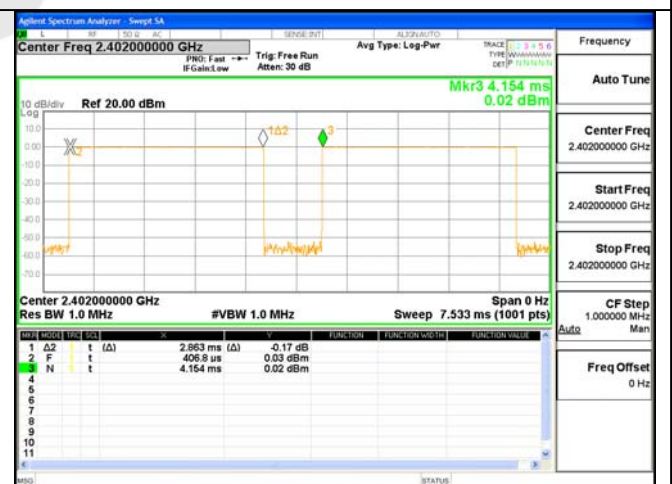 Agilent Spectrum Analyzer - Swept SA
L RF 50 Ω AC SENSE:INT ALIGNAUTO
Center Freq 2.402000000 GHz
PNO: Fast
IFGain:Low
Trig: Free Run
Atten: 30 dB
Avg Type: Log-Pwr
TRACE 1 2 3 4 5 6
TYPE
DET P N N N N N
Mkr3 4.154 ms
0.02 dBm
10 dB/div Ref 20.00 dBm
Log
10.0
0.00
-10.0
-20.0
-30.0
-40.0
-50.0
-60.0
-70.0
2
1Δ2
3
Center 2.402000000 GHz Span 0 Hz
Res BW 1.0 MHz #VBW 1.0 MHz Sweep 7.533 ms (1001 pts)
MKR MODE TRC SCL X Y FUNCTION FUNCTION WIDTH FUNCTION VALUE
1 Δ2 1 t (Δ) 2.863 ms (Δ) -0.17 dB
2 F 1 t 406.8 µs 0.03 dBm
3 N 1 t 4.154 ms 0.02 dBm
4
5
6
7
8
9
10
11
MSG STATUS
Frequency
Auto Tune
Center Freq
2.402000000 GHz
Start Freq
2.402000000 GHz
Stop Freq
2.402000000 GHz
CF Step
1.000000 MHz
Auto Man
Freq Offset
0 Hz